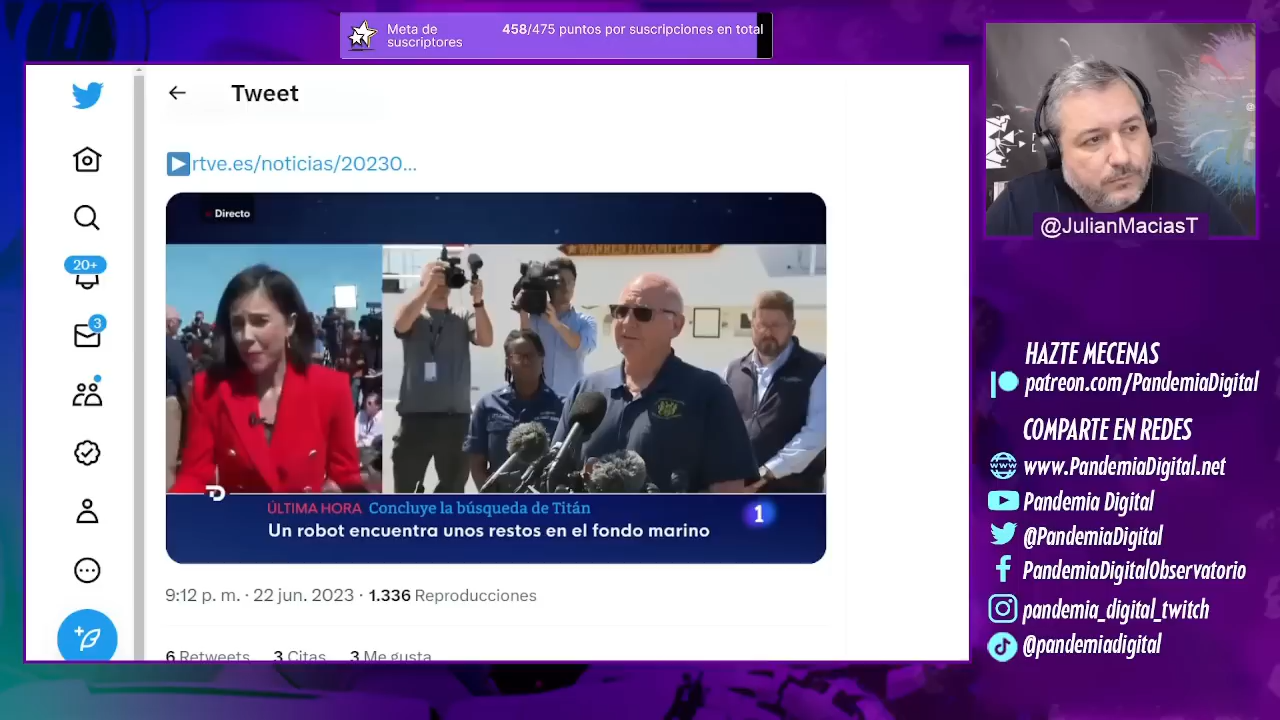 Meta de
suscriptores
458/475 puntos por suscripciones en total
Tweet
rtve.es/noticias/20230...
Directo
ÚLTIMA HORA Concluye la búsqueda de Titán
Un robot encuentra unos restos en el fondo marino
1
9:12 p. m. · 22 jun. 2023 · 1.336 Reproducciones
6 Retweets 3 Citas 3 Me gusta
20+
3
@JulianMaciasT
HAZTE MECENAS
patreon.com/PandemiaDigital
COMPARTE EN REDES
www
www.PandemiaDigital.net
Pandemia Digital
@PandemiaDigital
PandemiaDigitalObservatorio
pandemia_digital_twitch
@pandemiadigital